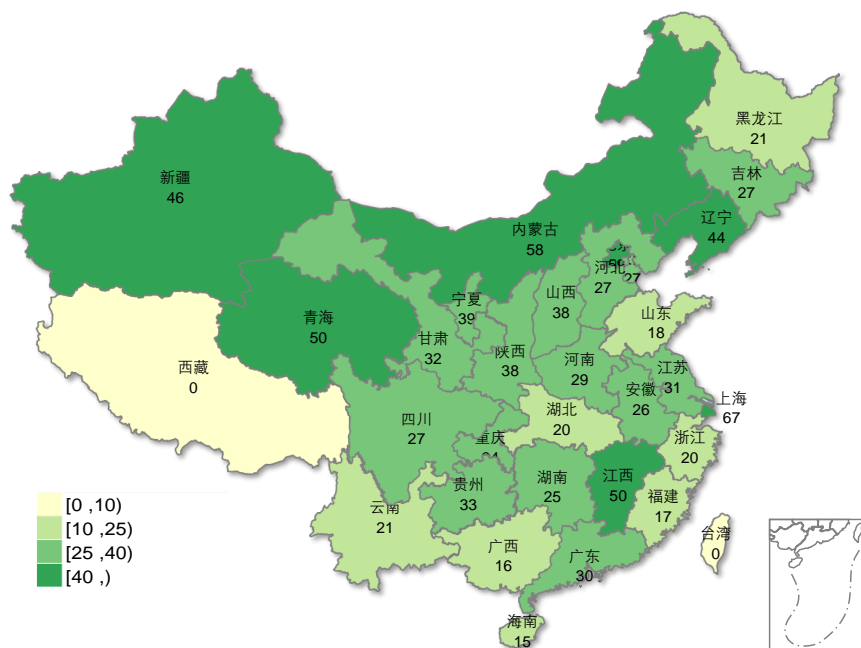 黑龙江
21
吉林
27
新疆
46
辽宁
44
内蒙古
58
河北
27
27
宁夏
39
山西
38
山东
18
青海
50
甘肃
32
陕西
38
河南
29
江苏
31
西藏
0
安徽
26
上海
67
四川
27
湖北
20
重庆
浙江
20
贵州
33
湖南
25
江西
50
福建
17
云南
21
广西
16
广东
30
台湾
0
海南
15
[0 ,10)
[10 ,25)
[25 ,40)
[40 ,)